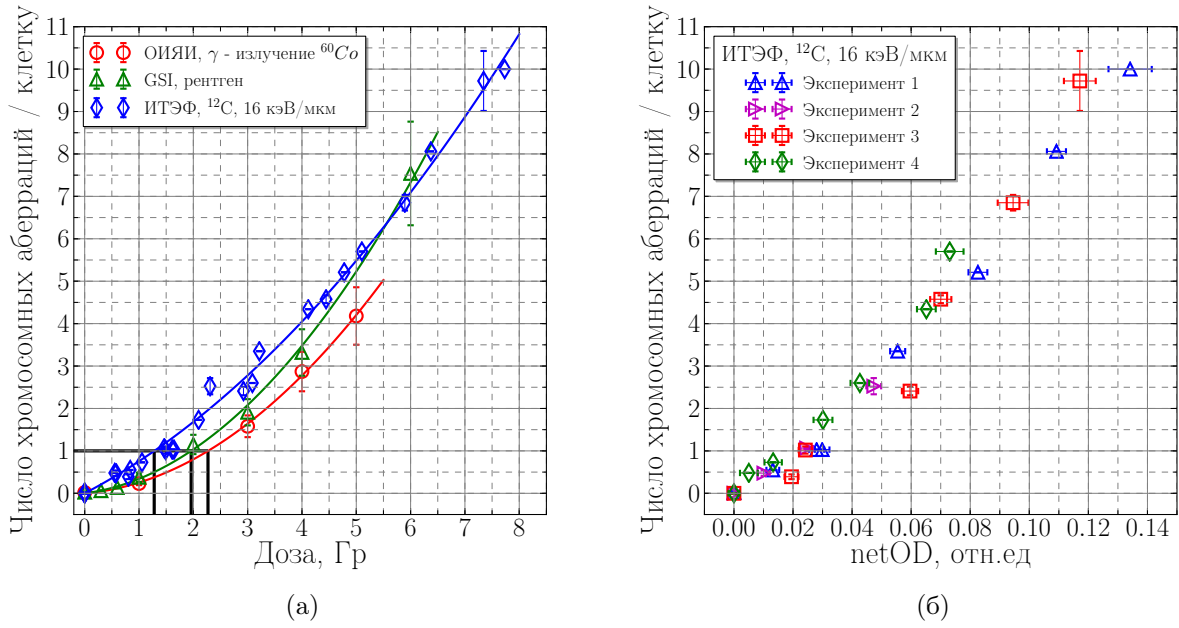 Число хромосомных аберраций / клетку
11
10
9
8
7
6
5
4
3
2
1
0
ОИЯИ, γ - излучение ⁶⁰Co
GSI, рентген
ИТЭФ, ¹²C, 16 кэВ/мкм
0 1 2 3 4 5 6 7 8
Доза, Гр
(а)
Число хромосомных аберраций / клетку
11
10
9
8
7
6
5
4
3
2
1
0
ИТЭФ, ¹²C, 16 кэВ/мкм
Эксперимент 1
Эксперимент 2
Эксперимент 3
Эксперимент 4
0.00 0.02 0.04 0.06 0.08 0.10 0.12 0.14
netOD, отн.ед
(б)